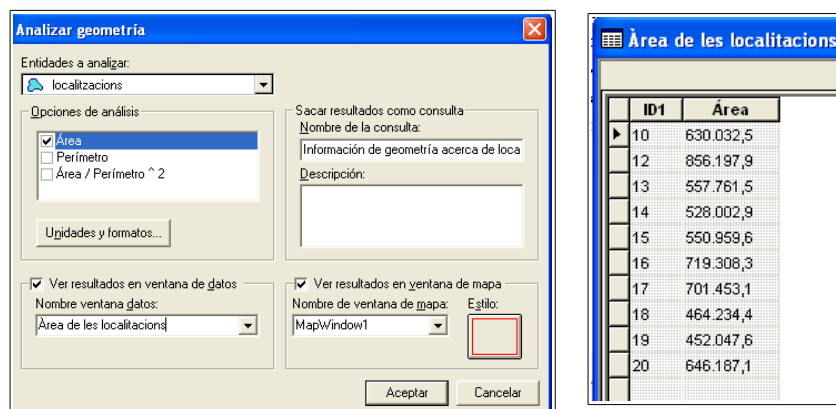 Analizar geometría
Entidades a analizar:
localitzacions
Opciones de análisis
Área
Perímetro
Área / Perímetro ^ 2
Unidades y formatos...
Sacar resultados como consulta
Nombre de la consulta:
Información de geometría acerca de loca
Descripción:
Ver resultados en ventana de datos
Nombre ventana datos:
Àrea de les localitacions
Ver resultados en ventana de mapa
Nombre de ventana de mapa: Estilo:
MapWindow1
Aceptar Cancelar
Àrea de les localitacions
ID1 Área
10 630.032,5
12 856.197,9
13 557.761,5
14 528.002,9
15 550.959,6
16 719.308,3
17 701.453,1
18 464.234,4
19 452.047,6
20 646.187,1